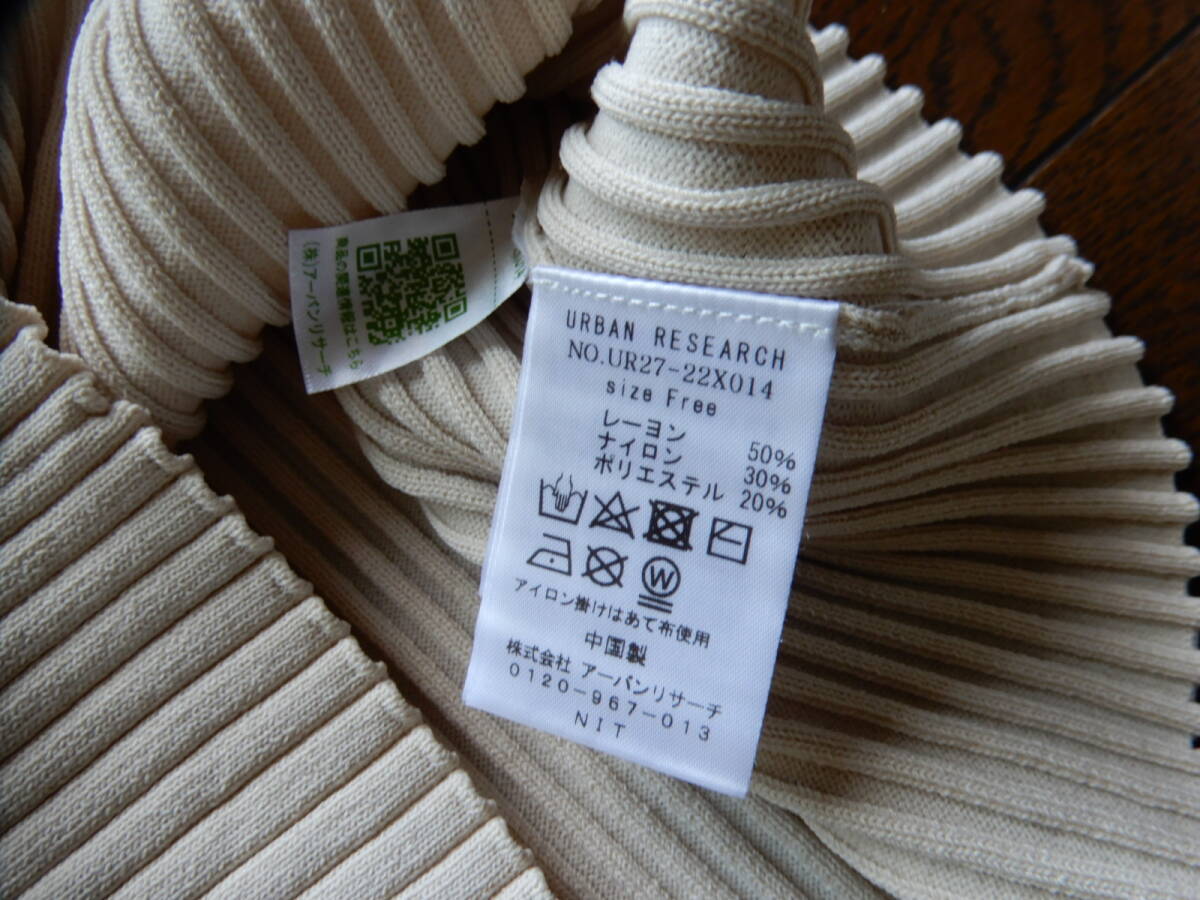 URBAN RESEARCH
NO.UR27-22X014
size Free
レーヨン 50%
ナイロン 30%
ポリエステル 20%
W
アイロン掛けはあて布使用
中国製
株式会社 アーバンリサーチ
0120-967-013
NIT
(株)アーバンリサーチ